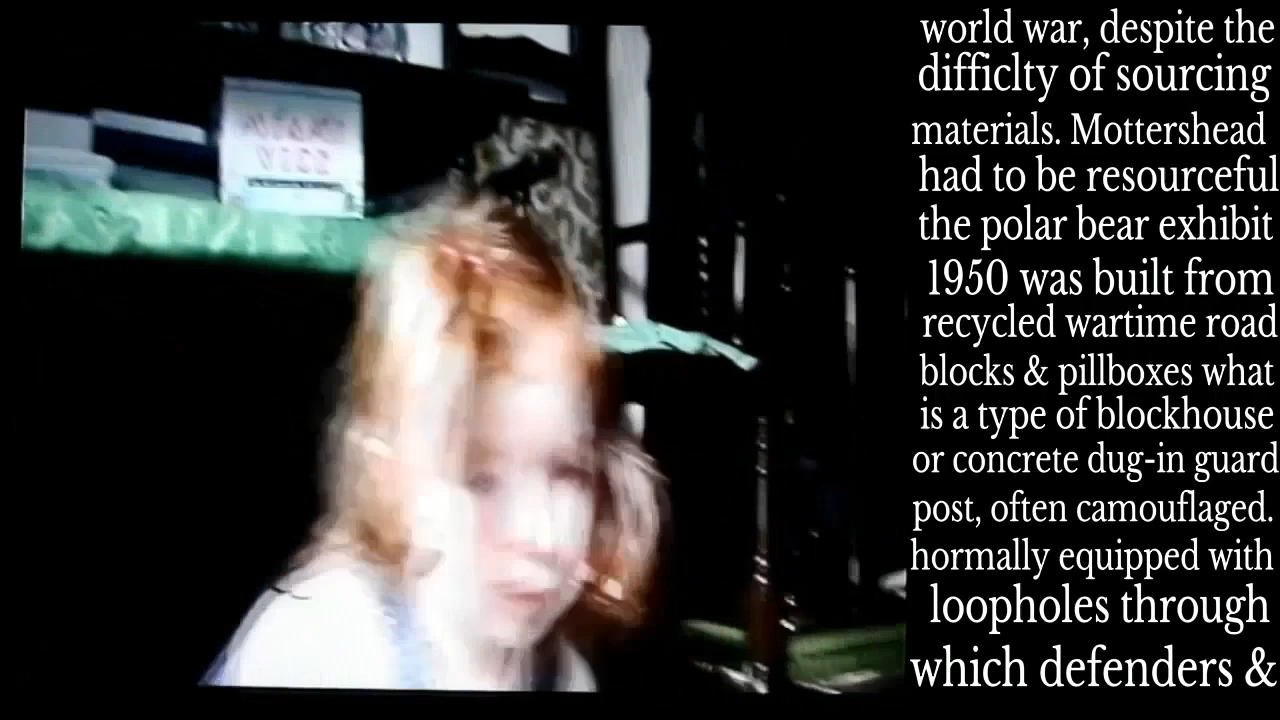 world war, despite the
difficlty of sourcing
materials. Mottershead
had to be resourceful
the polar bear exhibit
1950 was built from
recycled wartime road
blocks & pillboxes what
is a type of blockhouse
or concrete dug-in guard
post, often camouflaged.
hormally equipped with
loopholes through
which defenders &